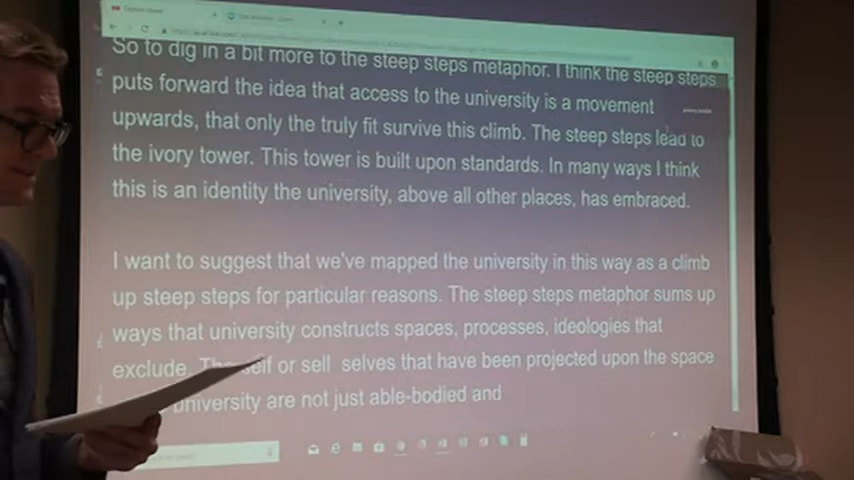 So to dig in a bit more to the steep steps metaphor. I think the steep steps
puts forward the idea that access to the university is a movement
upwards, that only the truly fit survive this climb. The steep steps lead to
the ivory tower. This tower is built upon standards. In many ways I think
this is an identity the university, above all other places, has embraced.
I want to suggest that we've mapped the university in this way as a climb
up steep steps for particular reasons. The steep steps metaphor sums up
ways that university constructs spaces, processes, ideologies that
exclude. The self or sell selves that have been projected upon the space
university are not just able-bodied and